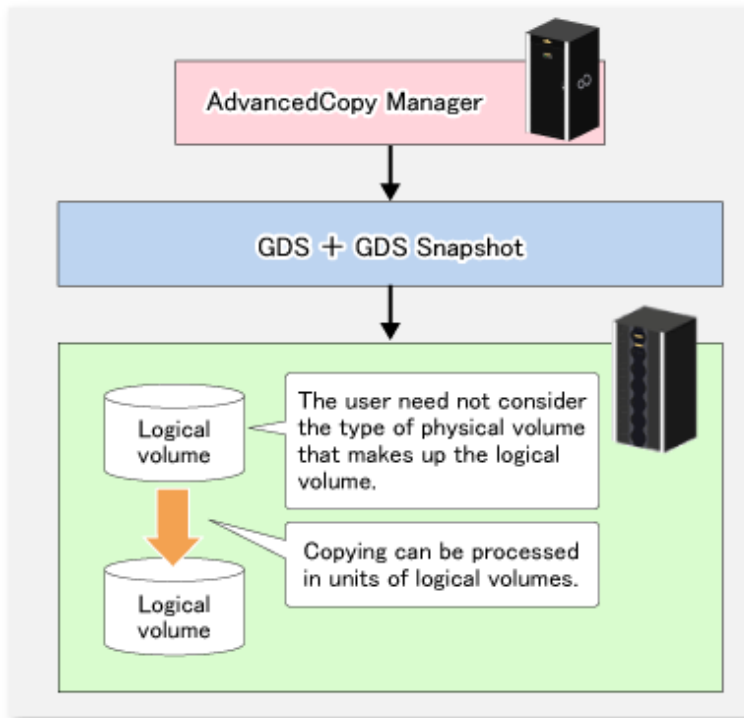 AdvancedCopy Manager
GDS + GDS Snapshot
Logical
volume
The user need not consider
the type of physical volume
that makes up the logical
volume.
Copying can be processed
in units of logical volumes.
Logical
volume